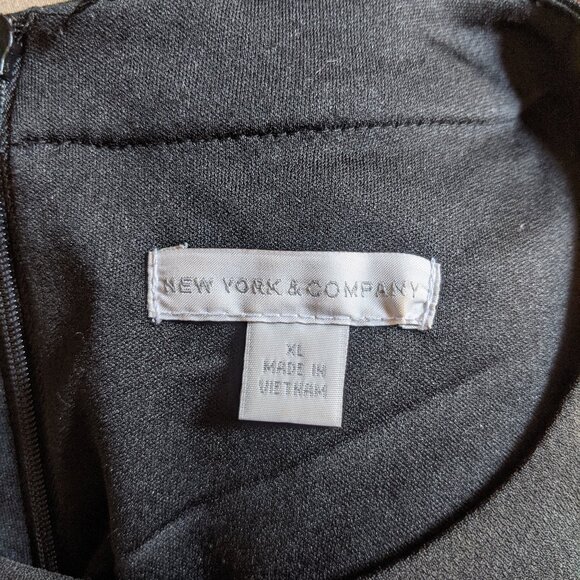 NEW YORK & COMPANY
XL
MADE IN
VIETNAM